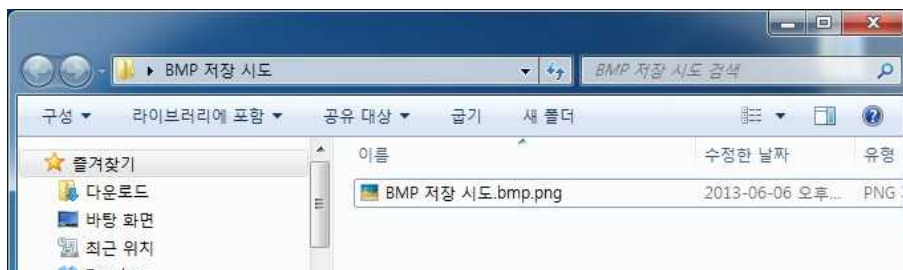 BMP 저장 시도
BMP 저장 시도 검색
구성 라이브러리에 포함 공유 대상 굽기 새 폴더
즐겨찾기
다운로드
바탕 화면
최근 위치
이름 수정한 날짜 유형
BMP 저장 시도.bmp.png 2013-06-06 오후... PNG